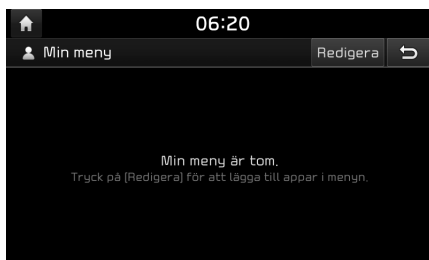 06:20
Min meny
Redigera
Min meny är tom.
Tryck på [Redigera] för att lägga till appar i menyn.